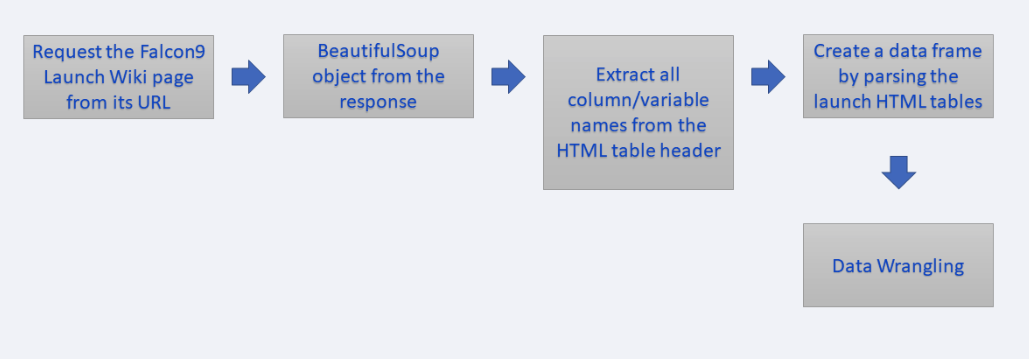 Request the Falcon9
Launch Wiki page
from its URL
BeautifulSoup
object from the
response
Extract all
column/variable
names from the
HTML table header
Create a data frame
by parsing the
launch HTML tables
Data Wrangling